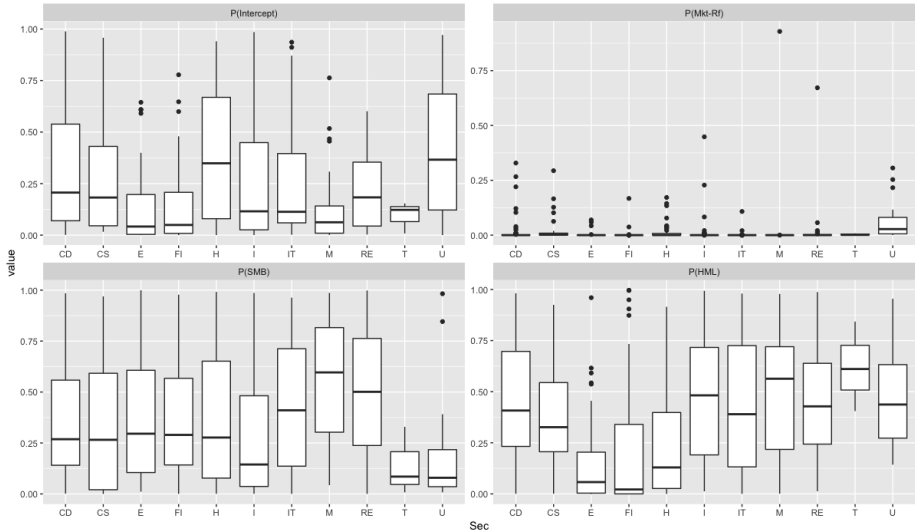 P(Intercept)
P(Mkt-Rf)
1.00
0.75
0.50
0.25
0.00
1.00
0.75
0.50
0.25
0.00
CD CS E FI H I IT M RE T U
CD CS E FI H I IT M RE T U
value
P(SMB)
P(HML)
1.00
0.75
0.50
0.25
0.00
1.00
0.75
0.50
0.25
0.00
CD CS E FI H I IT M RE T U
CD CS E FI H I IT M RE T U
Sec